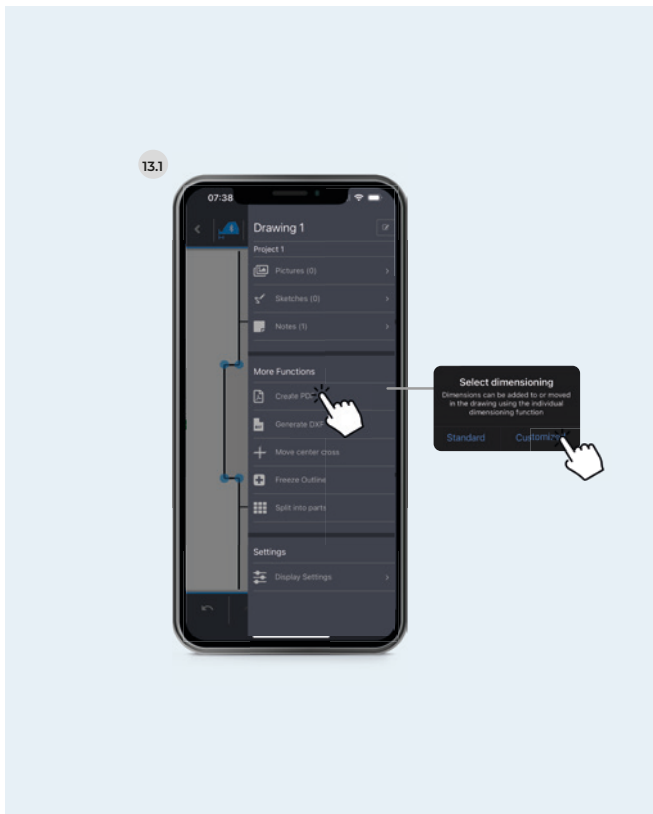 13.1
07:38
Drawing 1
Project 1
Pictures (0)
Sketches (0)
Notes (1)
More Functions
Create PDF
Generate DXF
Move center cross
Freeze Outline
Split into parts
Settings
Display Settings
Select dimensioning
Dimensions can be added to or moved
in the drawing using the individual
dimensioning function
Standard Customized